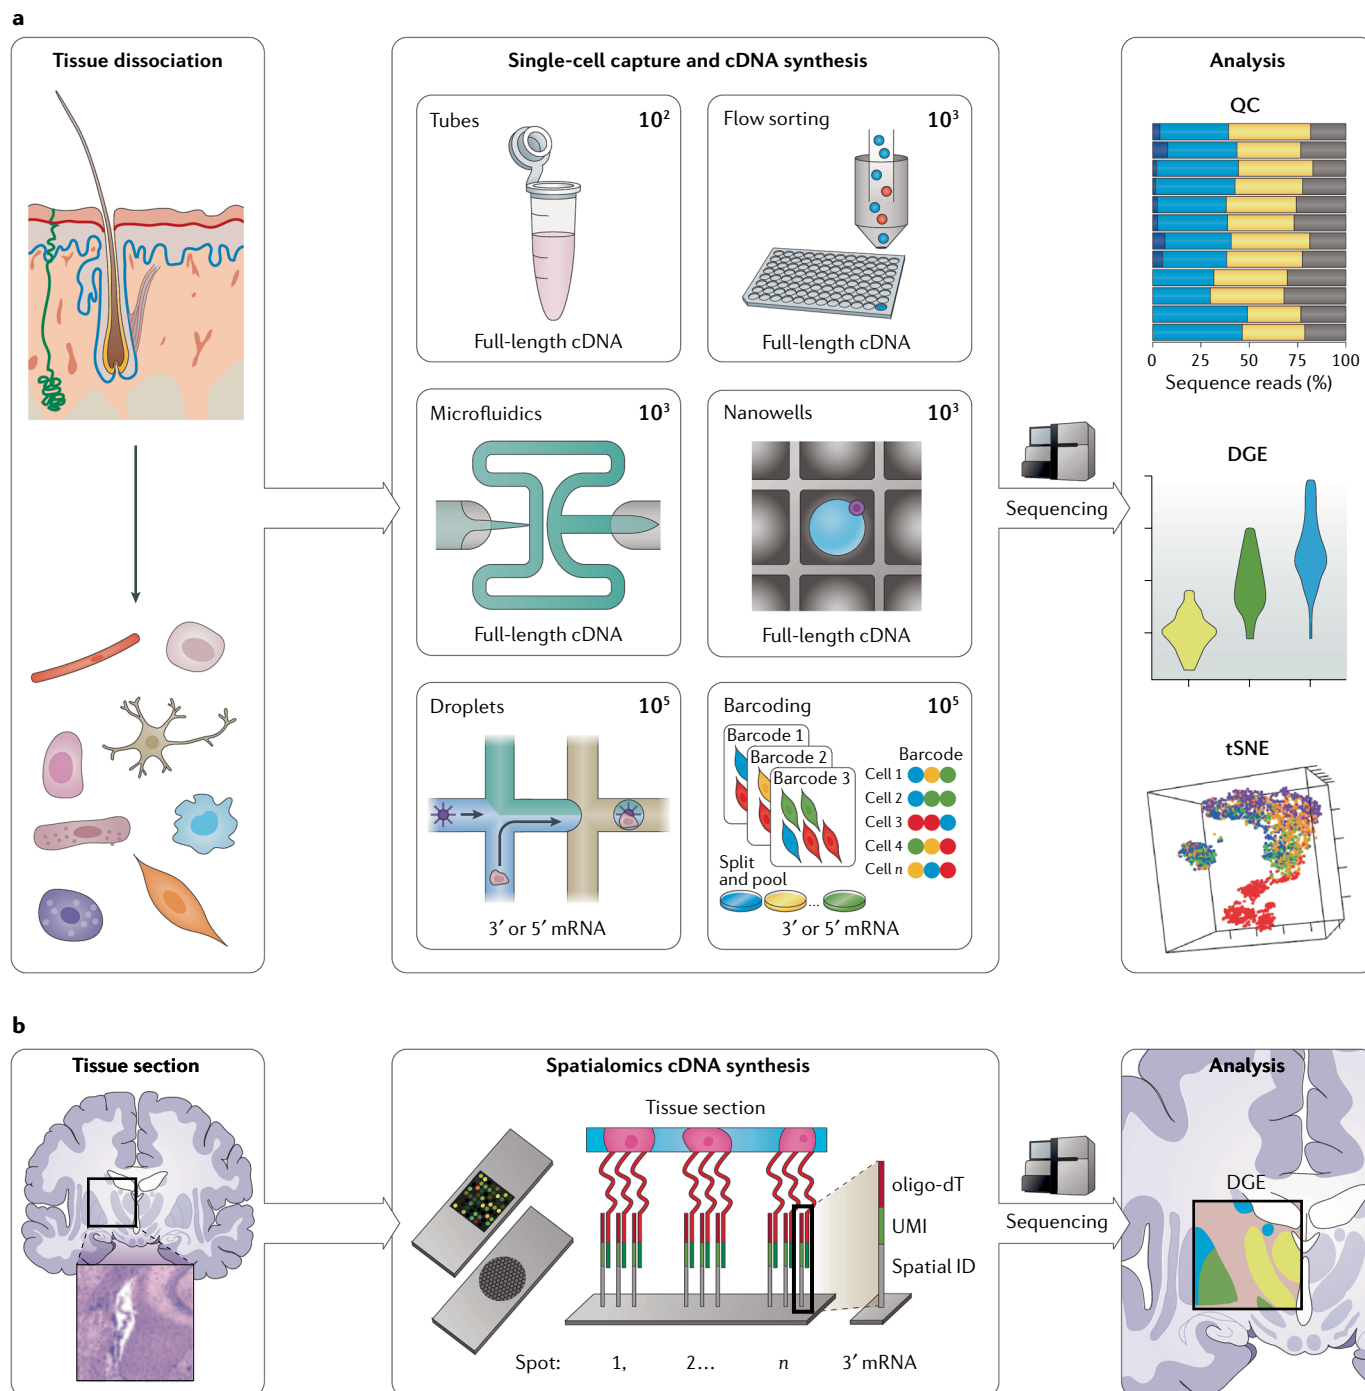 a
Tissue dissociation
Single-cell capture and cDNA synthesis
Tubes 10²
Full-length cDNA
Flow sorting 10³
Full-length cDNA
Microfluidics 10³
Full-length cDNA
Nanowells 10³
Full-length cDNA
Droplets 10⁵
3′ or 5′ mRNA
Barcoding 10⁵
Barcode 1
Barcode 2
Barcode 3
Barcode
Cell 1
Cell 2
Cell 3
Cell 4
Cell n
Split
and pool
...
3′ or 5′ mRNA
Sequencing
Analysis
QC
0 25 50 75 100
Sequence reads (%)
DGE
tSNE
b
Tissue section
Spatialomics cDNA synthesis
Tissue section
oligo-dT
UMI
Spatial ID
Spot: 1, 2... n 3′ mRNA
Sequencing
Analysis
DGE